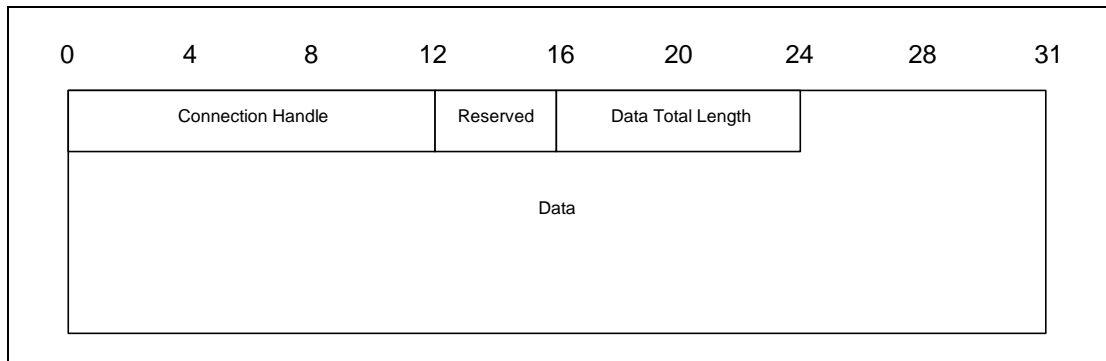 0 4 8 12 16 20 24 28 31
Connection Handle Reserved Data Total Length
Data